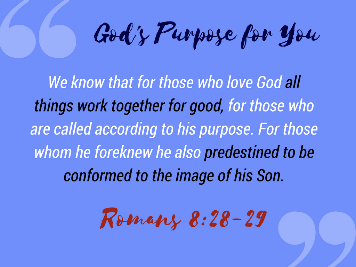 God's Purpose for You
We know that for those who love God all
things work together for good, for those who
are called according to his purpose. For those
whom he foreknew he also predestined to be
conformed to the image of his Son.
Romans 8:28-29